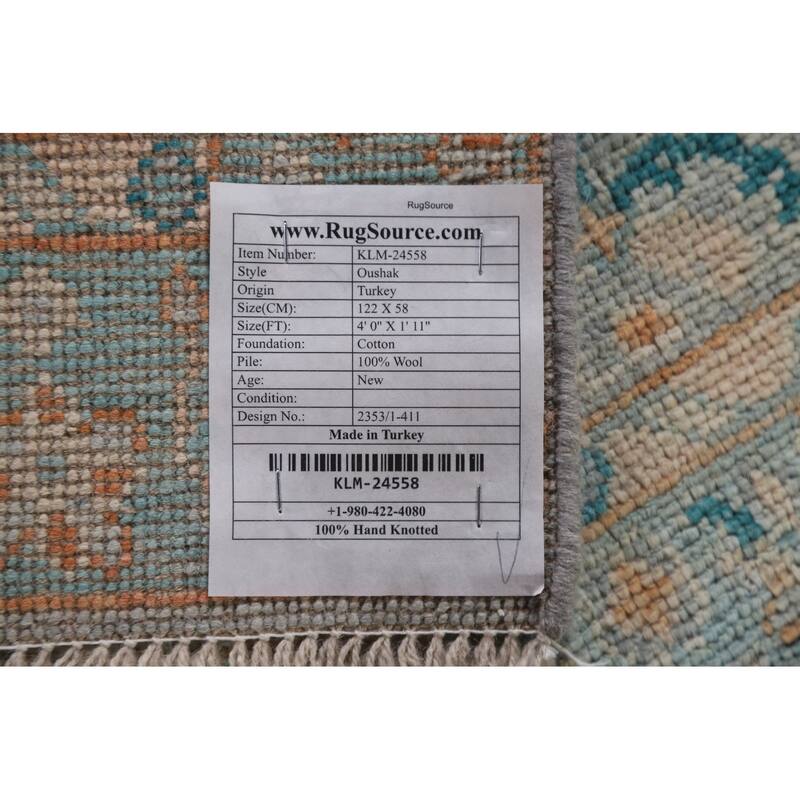 RugSource
www.RugSource.com
Item Number: KLM-24558
Style Oushak
Origin Turkey
Size(CM): 122 X 58
Size(FT): 4' 0" X 1' 11"
Foundation: Cotton
Pile: 100% Wool
Age: New
Condition:
Design No.: 2353/1-411
Made in Turkey
KLM-24558
+1-980-422-4080
100% Hand Knotted